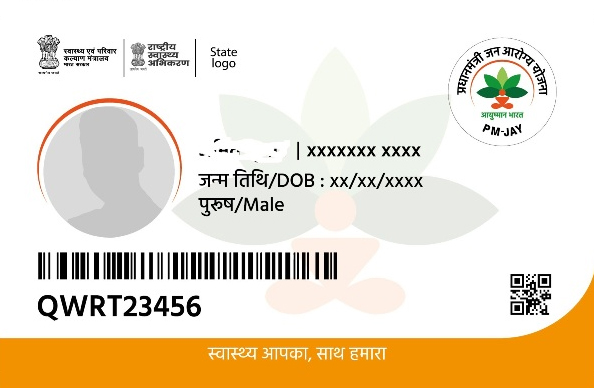 स्वास्थ्य एवं परिवार
कल्याण मंत्रालय
भारत सरकार
राष्ट्रीय
स्वास्थ्य
अभिकरण
State
logo
प्रधानमंत्री जन आरोग्य योजना
आयुष्मान भारत
PM-JAY
| xxxxxxx xxxx
जन्म तिथि/DOB : xx/xx/xxxx
पुरुष/Male
QWRT23456
स्वास्थ्य आपका, साथ हमारा